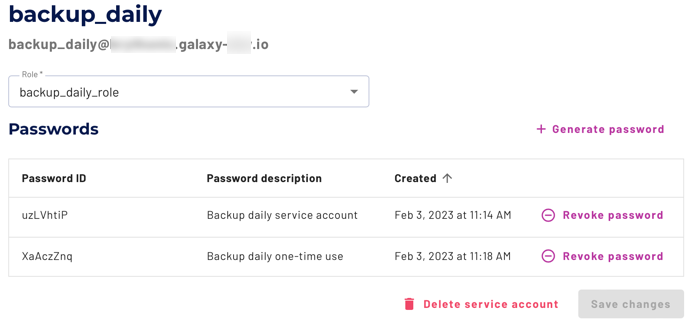 backup_daily
backup_daily@ .galaxy- .io
Role *
backup_daily_role
Passwords
+ Generate password
Password ID Password description Created ↑
uzLVhtiP Backup daily service account Feb 3, 2023 at 11:14 AM Revoke password
XaAczZnq Backup daily one-time use Feb 3, 2023 at 11:18 AM Revoke password
Delete service account Save changes